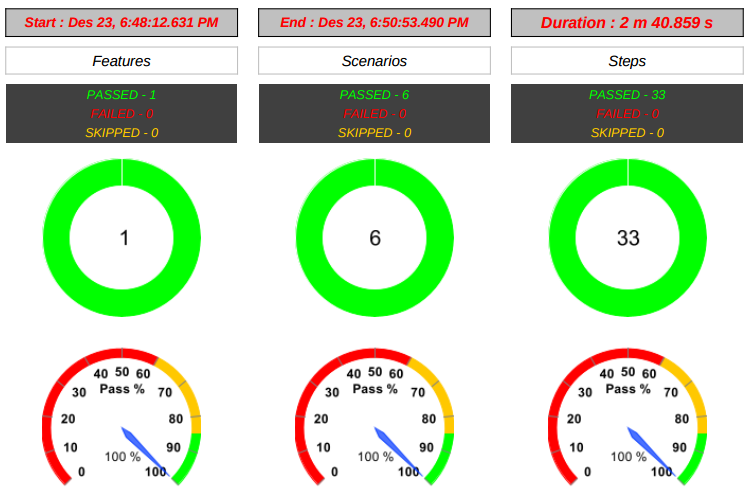 Start : Des 23, 6:48:12.631 PM
End : Des 23, 6:50:53.490 PM
Duration : 2 m 40.859 s
Features
Scenarios
Steps
PASSED - 1
FAILED - 0
SKIPPED - 0
PASSED - 6
FAILED - 0
SKIPPED - 0
PASSED - 33
FAILED - 0
SKIPPED - 0
1
6
33
0 10 20 30 40 50 60 70 80 90 100
Pass %
100 %
0 10 20 30 40 50 60 70 80 90 100
Pass %
100 %
0 10 20 30 40 50 60 70 80 90 100
Pass %
100 %